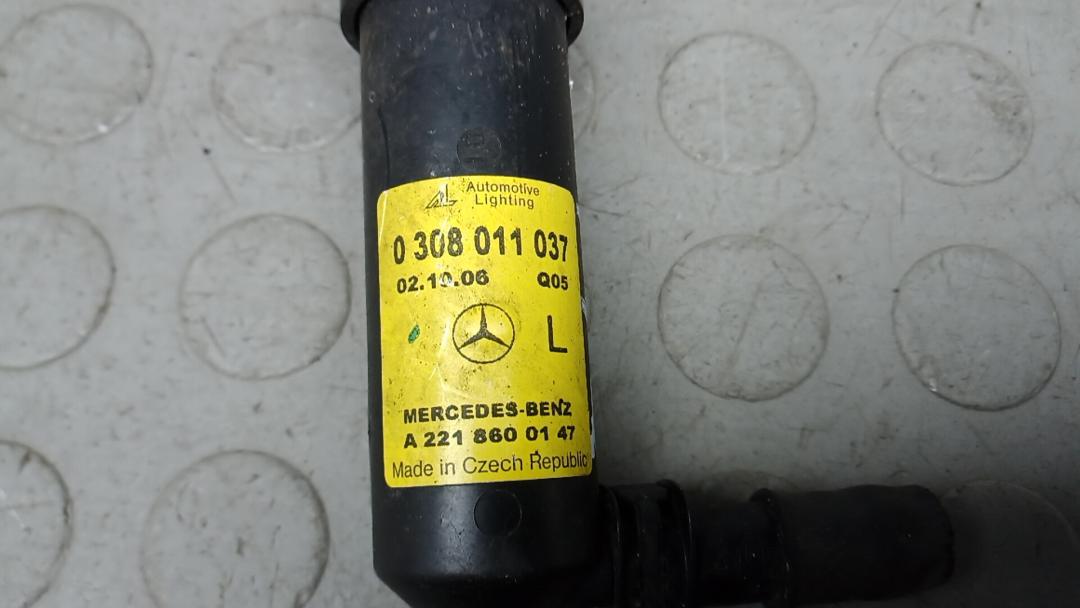 AL Automotive
Lighting
0 308 011 037
02.10.06 Q05
L
MERCEDES-BENZ
A 221 860 01 47
Made in Czech Republic